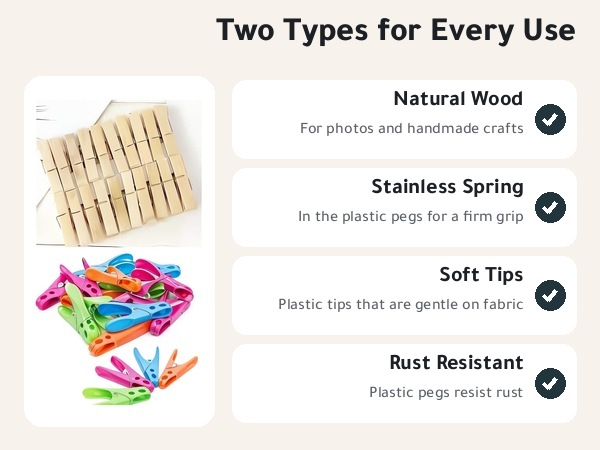 Two Types for Every Use
Natural Wood
For photos and handmade crafts
Stainless Spring
In the plastic pegs for a firm grip
Soft Tips
Plastic tips that are gentle on fabric
Rust Resistant
Plastic pegs resist rust